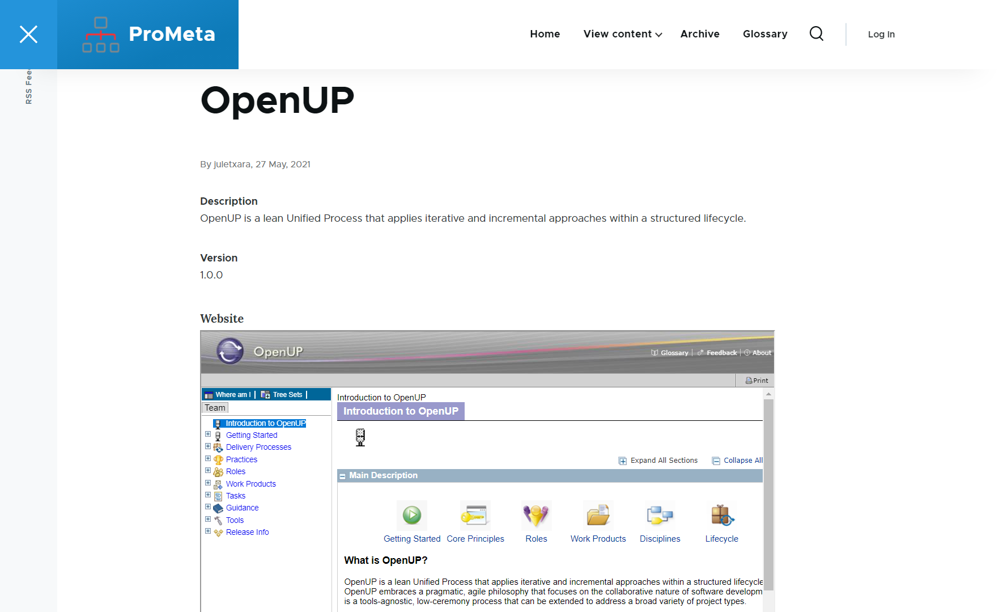 ProMeta
Home View content Archive Glossary Log In
RSS Fee
OpenUP
By juletxara, 27 May, 2021
Description
OpenUP is a lean Unified Process that applies iterative and incremental approaches within a structured lifecycle.
Version
1.0.0
Website
OpenUP
Glossary | Feedback | About
Print
Where am I | Tree Sets |
Team
Introduction to OpenUP
Getting Started
Delivery Processes
Practices
Roles
Work Products
Tasks
Guidance
Tools
Release Info
Introduction to OpenUP
Introduction to OpenUP
Expand All Sections Collapse All
Main Description
Getting Started Core Principles Roles Work Products Disciplines Lifecycle
What is OpenUP?
OpenUP is a lean Unified Process that applies iterative and incremental approaches within a structured lifecycle
OpenUP embraces a pragmatic, agile philosophy that focuses on the collaborative nature of software developm
is a tools-agnostic, low-ceremony process that can be extended to address a broad variety of project types.